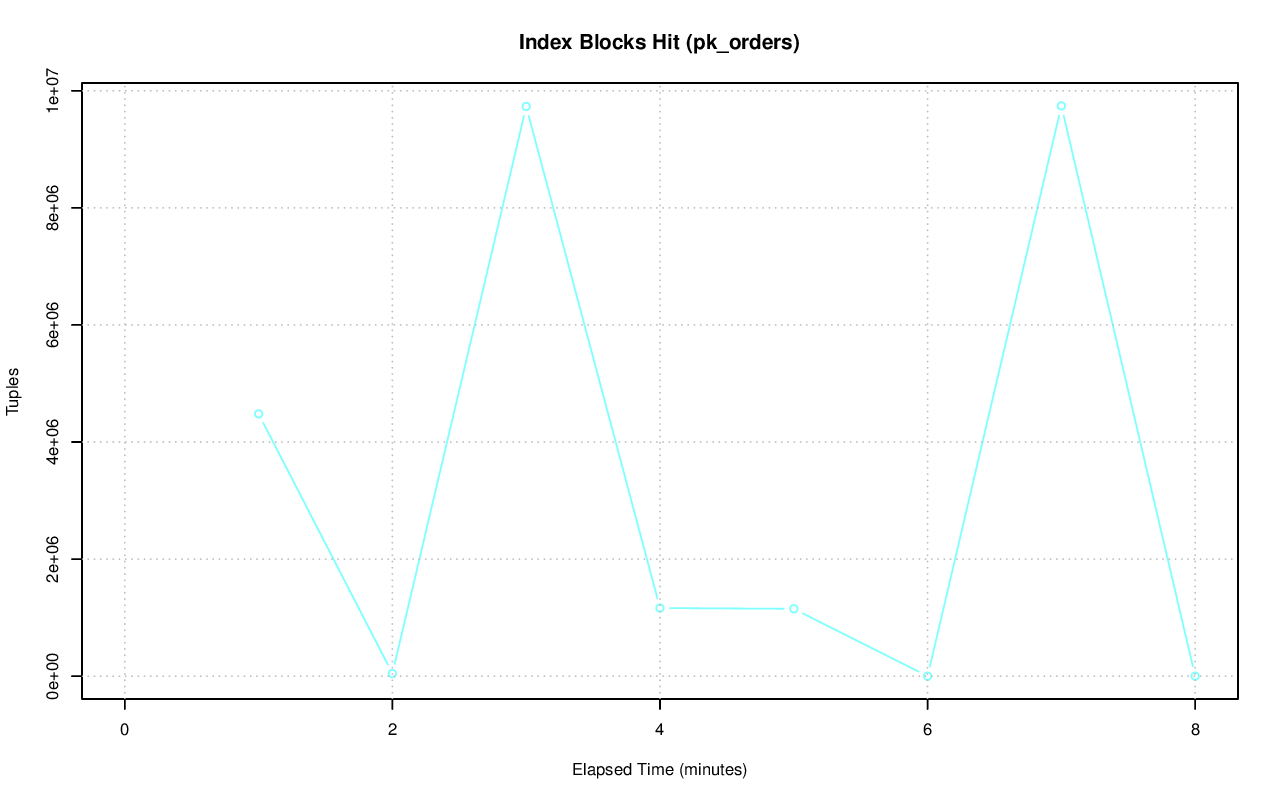 Index Blocks Hit (pk_orders)
1e+07
8e+06
6e+06
4e+06
2e+06
0e+00
Tuples
0 2 4 6 8
Elapsed Time (minutes)